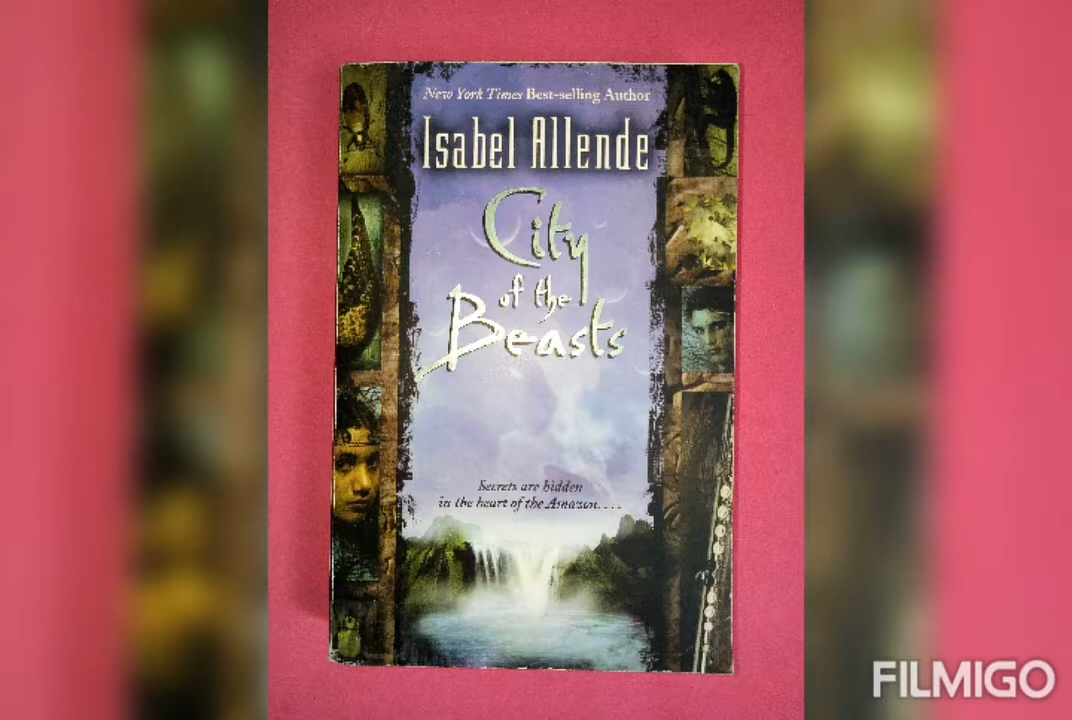 New York Times Best-selling Author
Isabel Allende
City
of the
Beasts
Secrets are hidden
in the heart of the Amazon....
FILMIGO